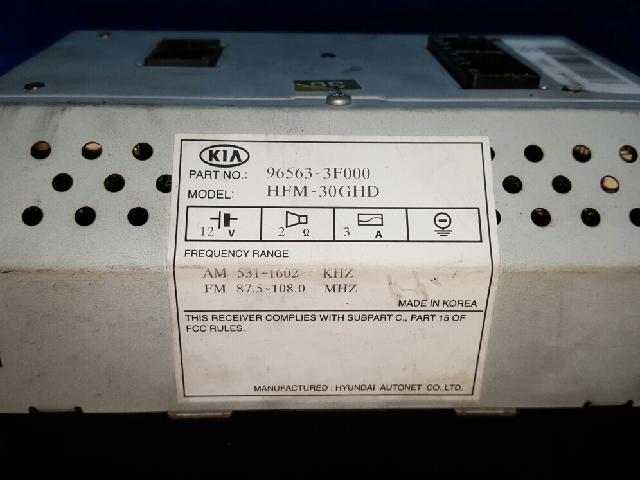 05
KIA
PART NO.: 96563-3F000
MODEL: HFM-30GHD
12 V 2 Ω 3 A
FREQUENCY RANGE
AM 531~1602 KHZ
FM 87.5~108.0 MHZ
MADE IN KOREA
THIS RECEIVER COMPLIES WITH SUBPART C., PART 15 OF
FCC RULES.
MANUFACTURED : HYUNDAI AUTONET CO.,LTD.